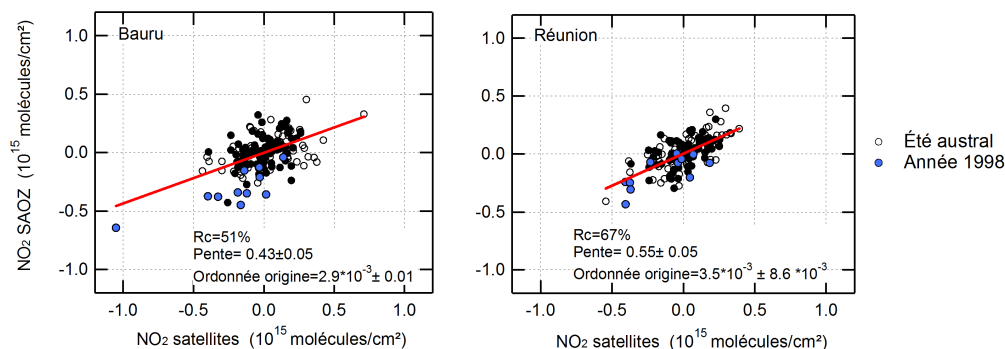 Bauru
NO2 SAOZ (10^15 molécules/cm²)
1.0
0.5
0.0
-0.5
-1.0
Rc=51%
Pente= 0.43±0.05
Ordonnée origine=2.9*10^-3± 0.01
-1.0 -0.5 0.0 0.5 1.0
NO2 satellites (10^15 molécules/cm²)
Réunion
1.0
0.5
0.0
-0.5
-1.0
Rc=67%
Pente= 0.55± 0.05
Ordonnée origine=3.5*10^-3 ± 8.6 *10^-3
-1.0 -0.5 0.0 0.5 1.0
NO2 satellites (10^15 molécules/cm²)
Été austral
Année 1998